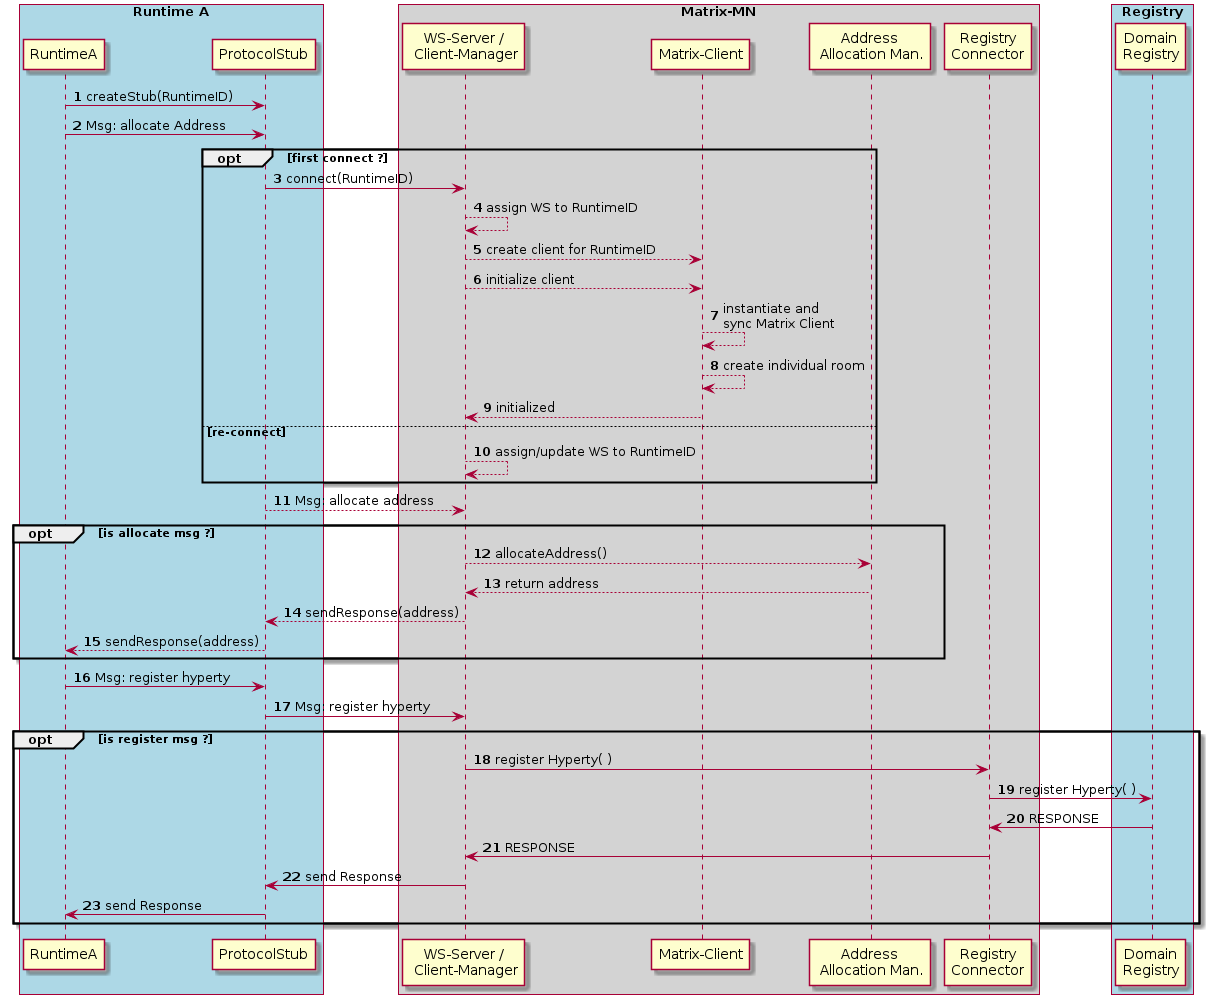 Runtime A
Matrix-MN
Registry
RuntimeA
ProtocolStub
WS-Server /
Client-Manager
Matrix-Client
Address
Allocation Man.
Registry
Connector
Domain
Registry
1 createStub(RuntimeID)
2 Msg: allocate Address
opt [first connect ?]
3 connect(RuntimeID)
4 assign WS to RuntimeID
5 create client for RuntimeID
6 initialize client
7 instantiate and
sync Matrix Client
8 create individual room
9 initialized
[re-connect]
10 assign/update WS to RuntimeID
11 Msg: allocate address
opt [is allocate msg ?]
12 allocateAddress()
13 return address
14 sendResponse(address)
15 sendResponse(address)
16 Msg: register hyperty
17 Msg: register hyperty
opt [is register msg ?]
18 register Hyperty( )
19 register Hyperty( )
20 RESPONSE
21 RESPONSE
22 send Response
23 send Response
RuntimeA
ProtocolStub
WS-Server /
Client-Manager
Matrix-Client
Address
Allocation Man.
Registry
Connector
Domain
Registry